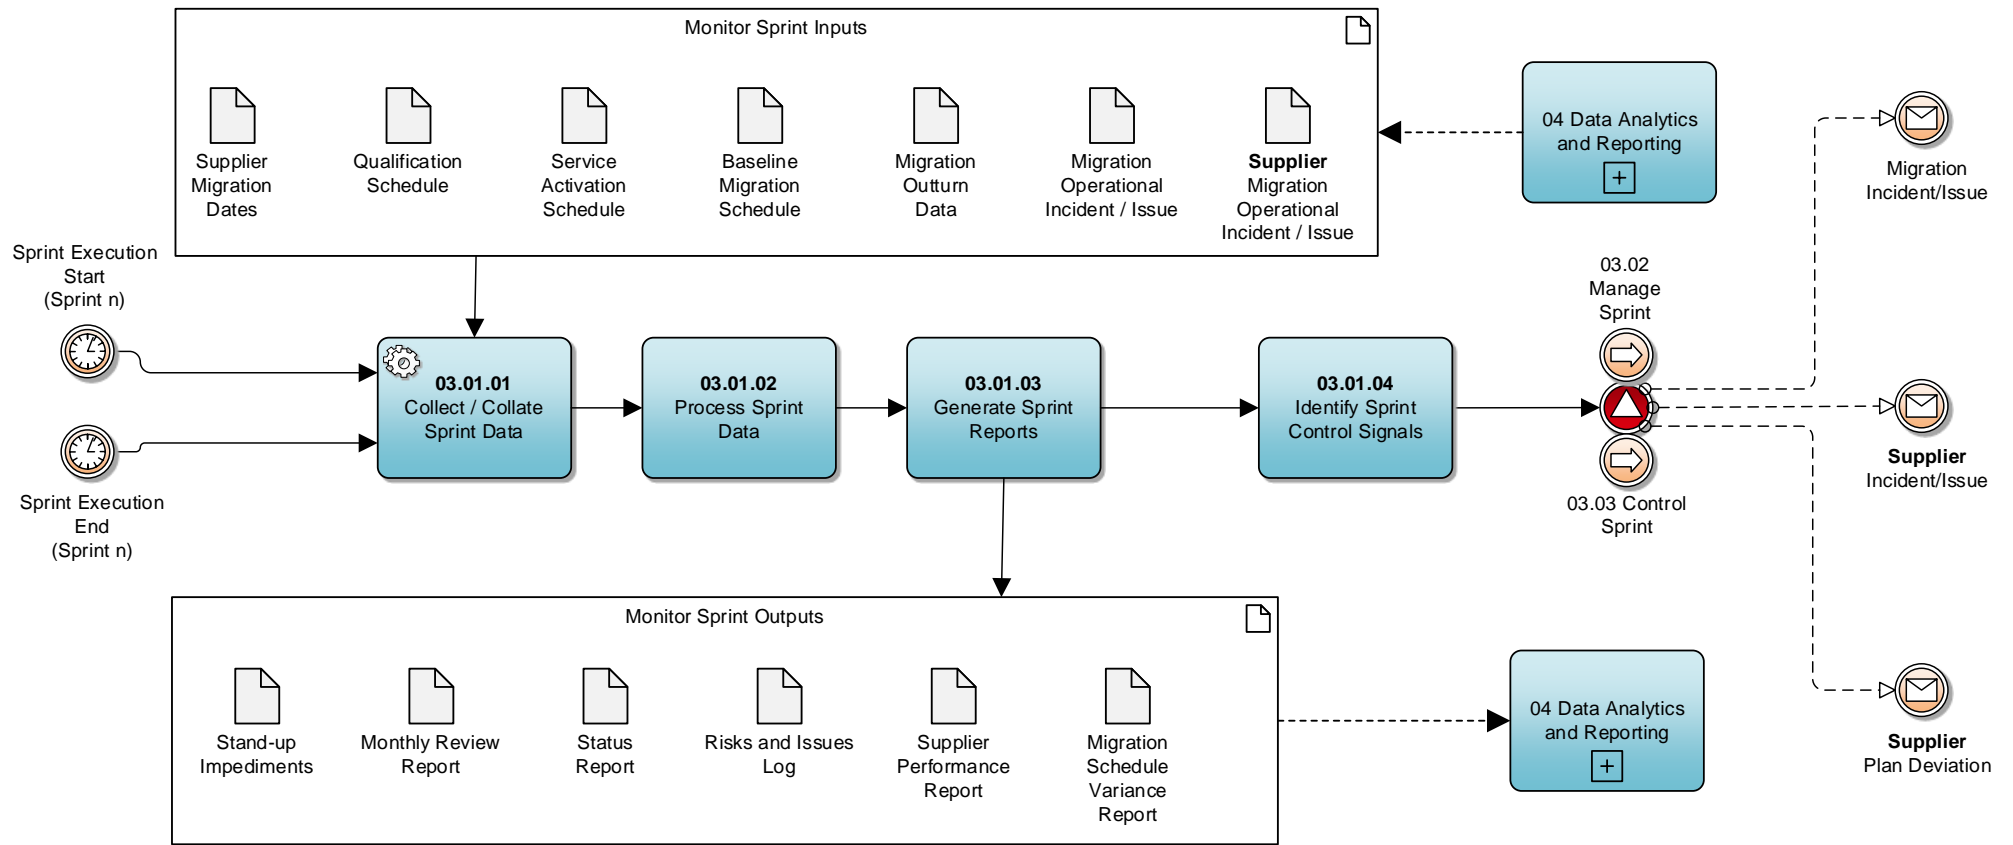 Monitor Sprint Inputs
Supplier
Migration
Dates
Qualification
Schedule
Service
Activation
Schedule
Baseline
Migration
Schedule
Migration
Outturn
Data
Migration
Operational
Incident / Issue
Supplier
Migration
Operational
Incident / Issue
04 Data Analytics
and Reporting
Migration
Incident/Issue
Sprint Execution
Start
(Sprint n)
03.02
Manage
Sprint
03.01.01
Collect / Collate
Sprint Data
03.01.02
Process Sprint
Data
03.01.03
Generate Sprint
Reports
03.01.04
Identify Sprint
Control Signals
Supplier
Incident/Issue
Sprint Execution
End
(Sprint n)
03.03 Control
Sprint
Monitor Sprint Outputs
Stand-up
Impediments
Monthly Review
Report
Status
Report
Risks and Issues
Log
Supplier
Performance
Report
Migration
Schedule
Variance
Report
04 Data Analytics
and Reporting
Supplier
Plan Deviation